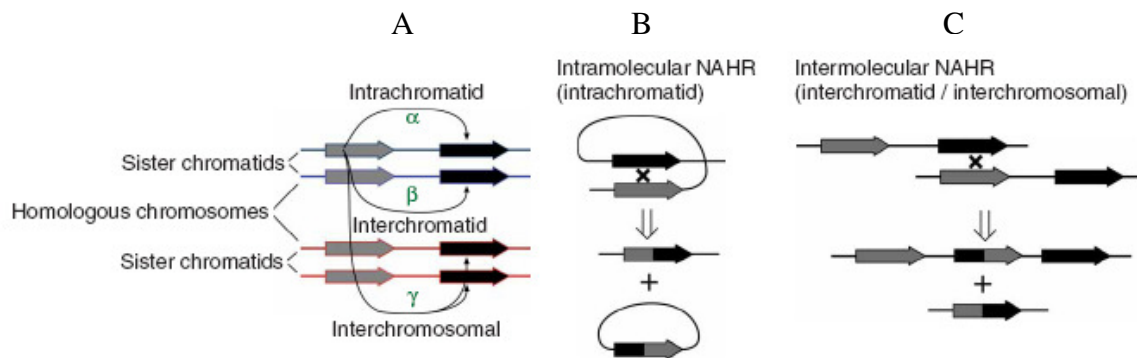 A
B
C
Intrachromatid
α
Sister chromatids
β
Homologous chromosomes
Interchromatid
Sister chromatids
γ
Interchromosomal
Intramolecular NAHR
(intrachromatid)
+
Intermolecular NAHR
(interchromatid / interchromosomal)
+